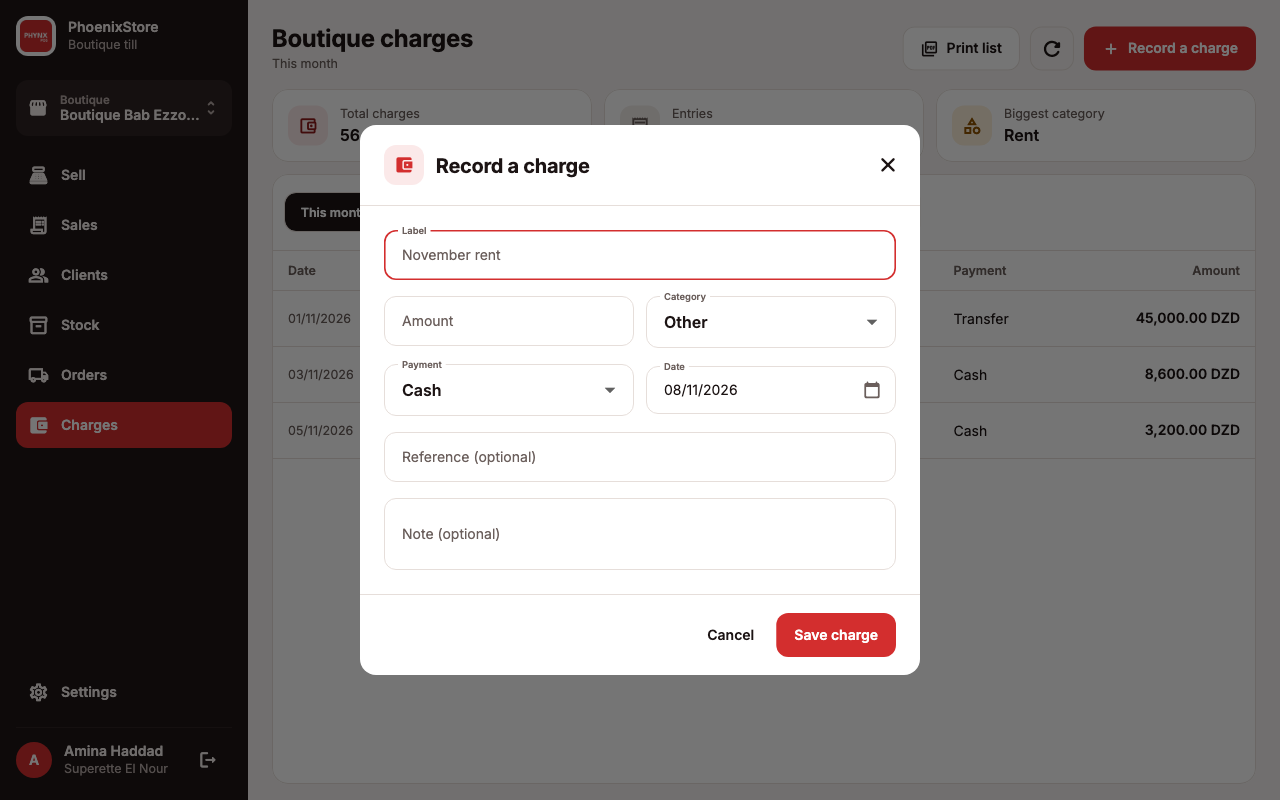 PHYNX
PhoenixStore
Boutique till
Boutique
Boutique Bab Ezzo...
Sell
Sales
Clients
Stock
Orders
Charges
Settings
A
Amina Haddad
Superette El Nour
Boutique charges
This month
Print list
Record a charge
Total charges
56
Entries
Biggest category
Rent
This mont
Date
Payment
Amount
01/11/2026
Transfer
45,000.00 DZD
03/11/2026
Cash
8,600.00 DZD
05/11/2026
Cash
3,200.00 DZD
Record a charge
Label
November rent
Amount
Category
Other
Payment
Cash
Date
08/11/2026
Reference (optional)
Note (optional)
Cancel
Save charge